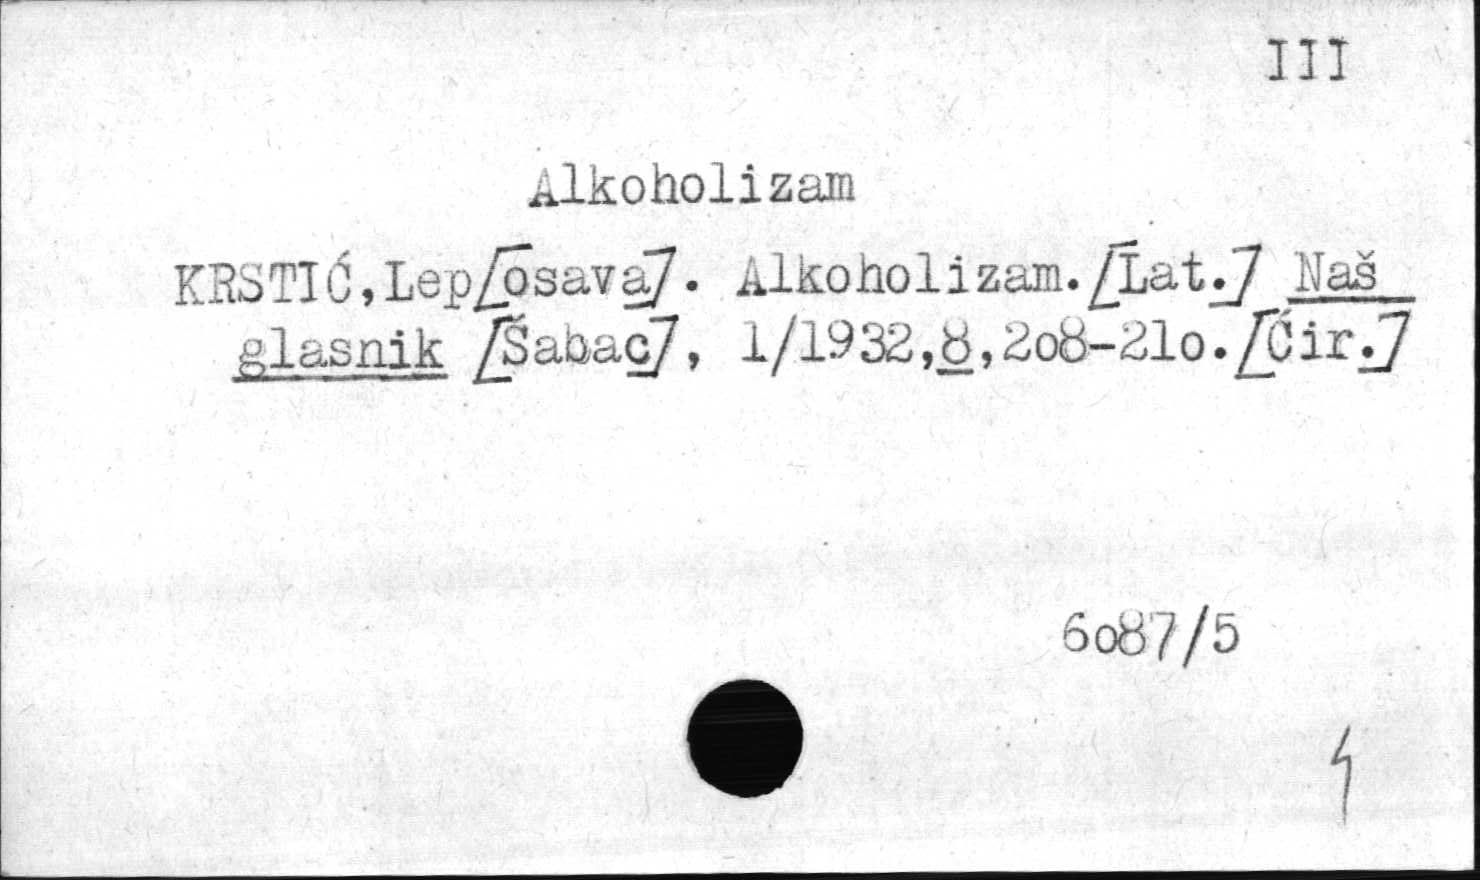 III
Alkoholizam
KRSTIĆ,Lep[osava]. Alkoholizam.[Lat.] Naš
glasnik [Šabac], 1/1932,8,2o8-21o.[Ćir.]
6o87/5